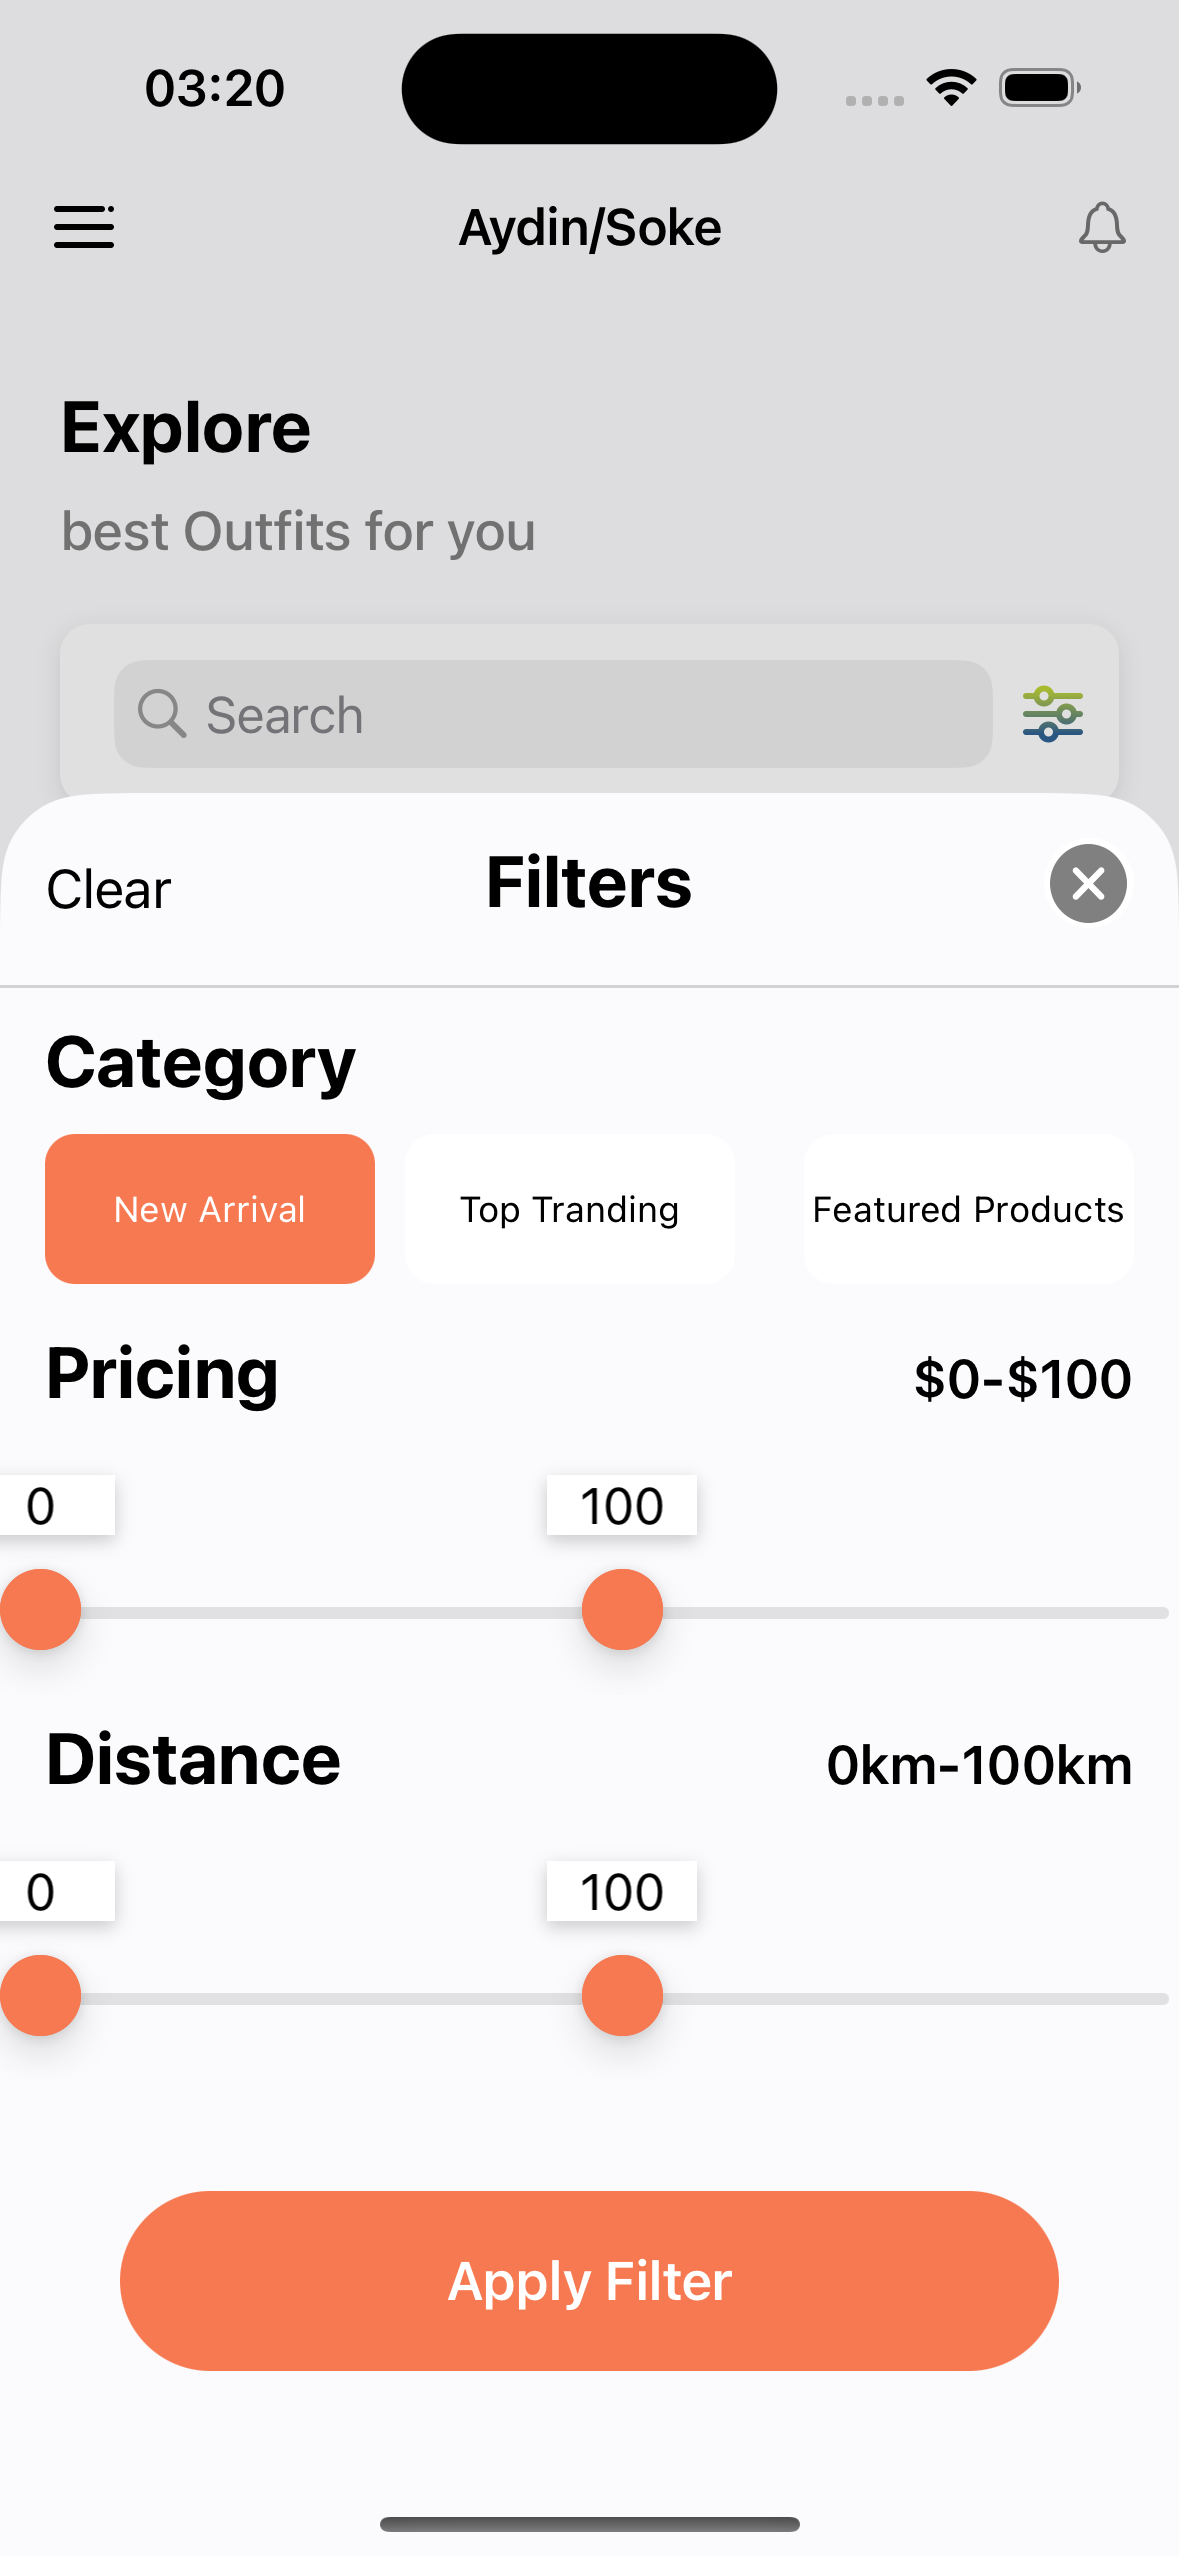 03:20
Aydin/Soke
Explore
best Outfits for you
Search
Clear Filters
Category
New Arrival Top Tranding Featured Products
Pricing $0-$100
0 100
Distance 0km-100km
0 100
Apply Filter